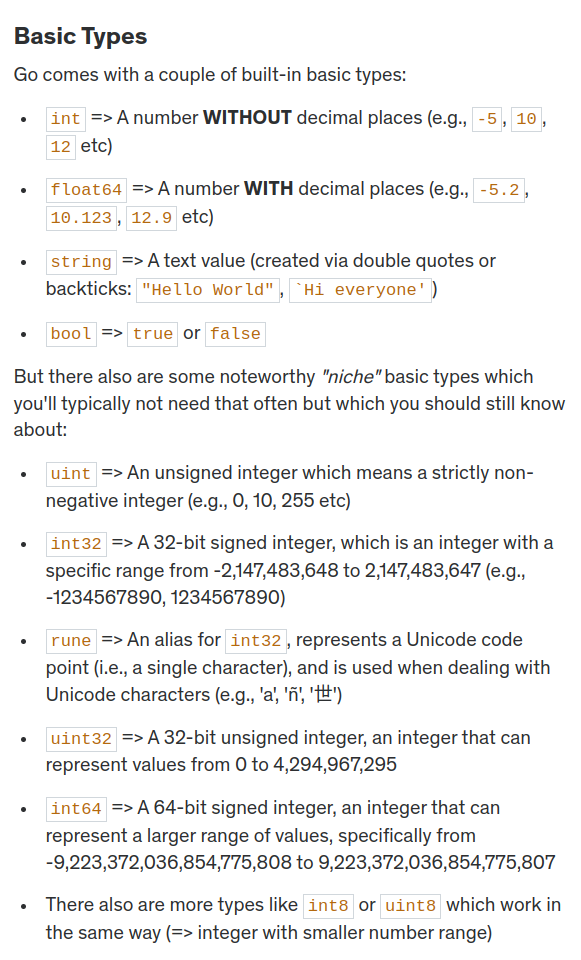 Basic Types
Go comes with a couple of built-in basic types:
• int => A number WITHOUT decimal places (e.g., -5, 10,
12 etc)
• float64 => A number WITH decimal places (e.g., -5.2,
10.123, 12.9 etc)
• string => A text value (created via double quotes or
backticks: "Hello World", `Hi everyone')
• bool => true or false
But there also are some noteworthy "niche" basic types which
you'll typically not need that often but which you should still know
about:
• uint => An unsigned integer which means a strictly non-
negative integer (e.g., 0, 10, 255 etc)
• int32 => A 32-bit signed integer, which is an integer with a
specific range from -2,147,483,648 to 2,147,483,647 (e.g.,
-1234567890, 1234567890)
• rune => An alias for int32, represents a Unicode code
point (i.e., a single character), and is used when dealing with
Unicode characters (e.g., 'a', 'ñ', '世')
• uint32 => A 32-bit unsigned integer, an integer that can
represent values from 0 to 4,294,967,295
• int64 => A 64-bit signed integer, an integer that can
represent a larger range of values, specifically from
-9,223,372,036,854,775,808 to 9,223,372,036,854,775,807
• There also are more types like int8 or uint8 which work in
the same way (=> integer with smaller number range)